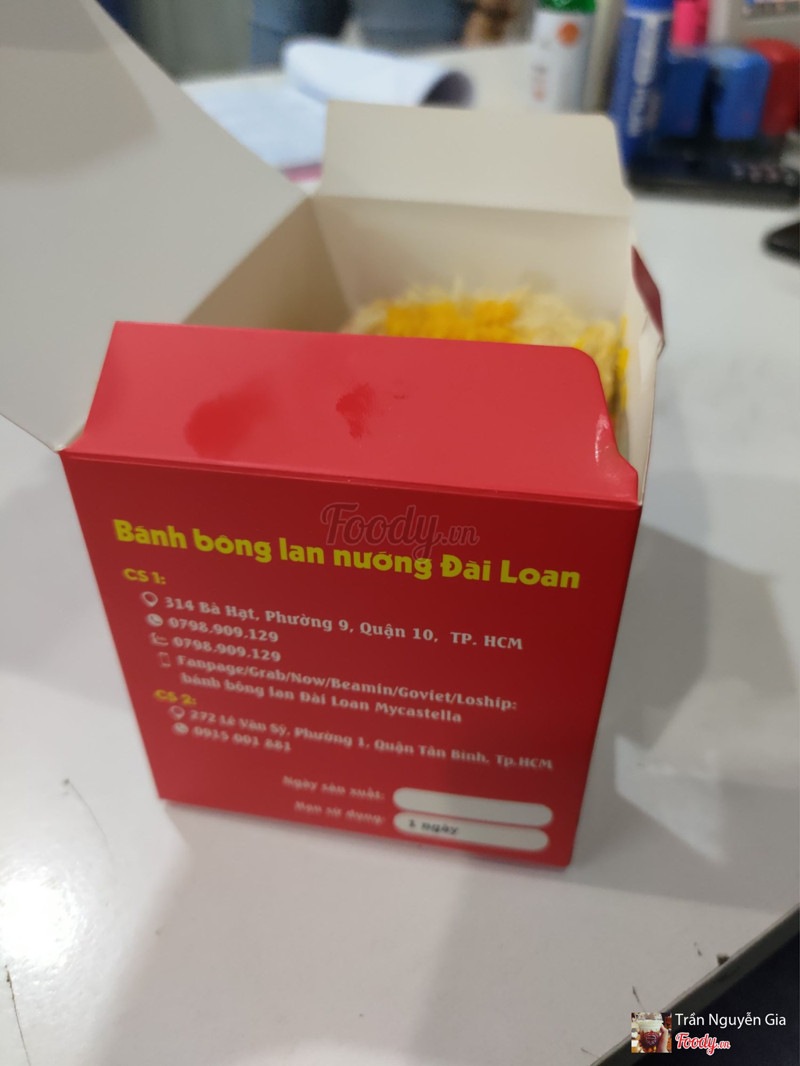 Foody.vn
Bánh bông lan nướng Đài Loan
CS 1:
314 Bà Hạt, Phường 9, Quận 10, TP. HCM
0798.909.129
0798.909.129
Fanpage/Grab/Now/Beamin/Goviet/Loship:
bánh bông lan Đài Loan Mycastella
CS 2:
272 Lê Văn Sỹ, Phường 1, Quận Tân Bình, Tp.HCM
0935 003 881
Ngày sản xuất:
Hạn sử dụng: 1 ngày
Trần Nguyễn Gia
Foody.vn